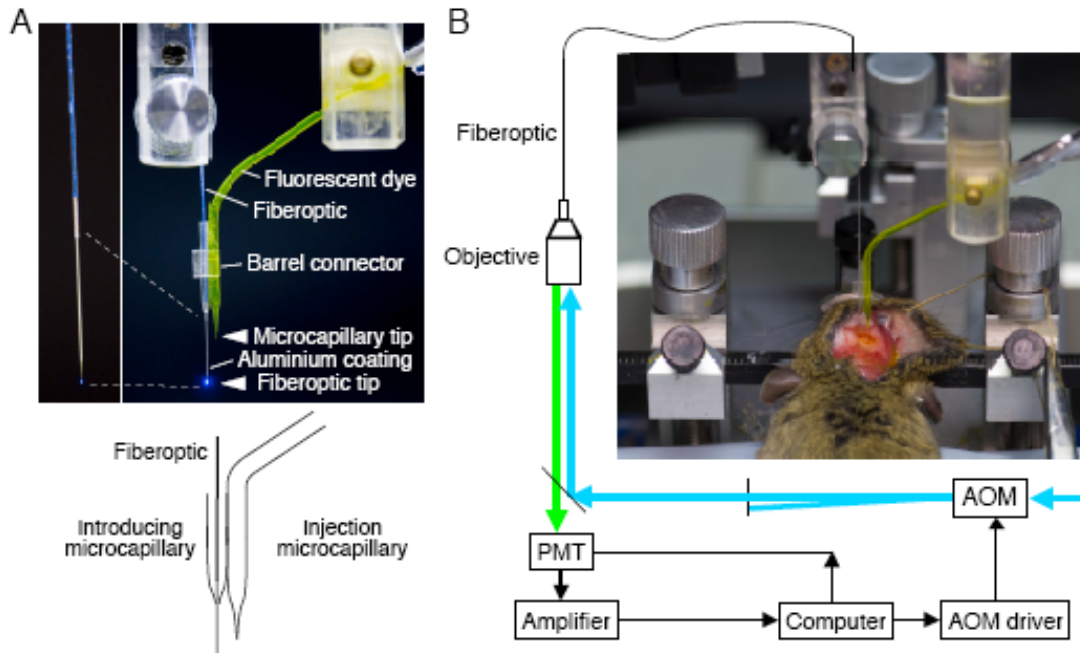 A
Fluorescent dye
Fiberoptic
Barrel connector
Microcapillary tip
Aluminium coating
Fiberoptic tip
Fiberoptic
Introducing
microcapillary
Injection
microcapillary
B
Fiberoptic
Objective
AOM
PMT
Amplifier
Computer
AOM driver